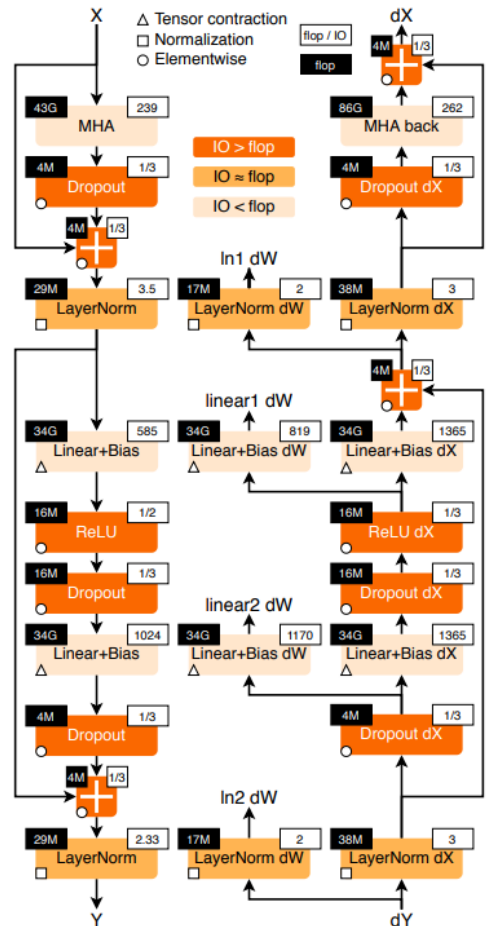 X
△ Tensor contraction
□ Normalization
○ Elementwise
flop / IO
flop
dX
4M 1/3
43G 239
MHA
86G 262
MHA back
IO > flop
IO ≈ flop
IO < flop
4M 1/3
Dropout
4M 1/3
Dropout dX
4M 1/3
ln1 dW
29M 3.5
LayerNorm
17M 2
LayerNorm dW
38M 3
LayerNorm dX
4M 1/3
linear1 dW
34G 585
Linear+Bias
34G 819
Linear+Bias dW
34G 1365
Linear+Bias dX
16M 1/2
ReLU
16M 1/3
ReLU dX
16M 1/3
Dropout
16M 1/3
Dropout dX
linear2 dW
34G 1024
Linear+Bias
34G 1170
Linear+Bias dW
34G 1365
Linear+Bias dX
4M 1/3
Dropout
4M 1/3
Dropout dX
4M 1/3
ln2 dW
29M 2.33
LayerNorm
17M 2
LayerNorm dW
38M 3
LayerNorm dX
Y
dY